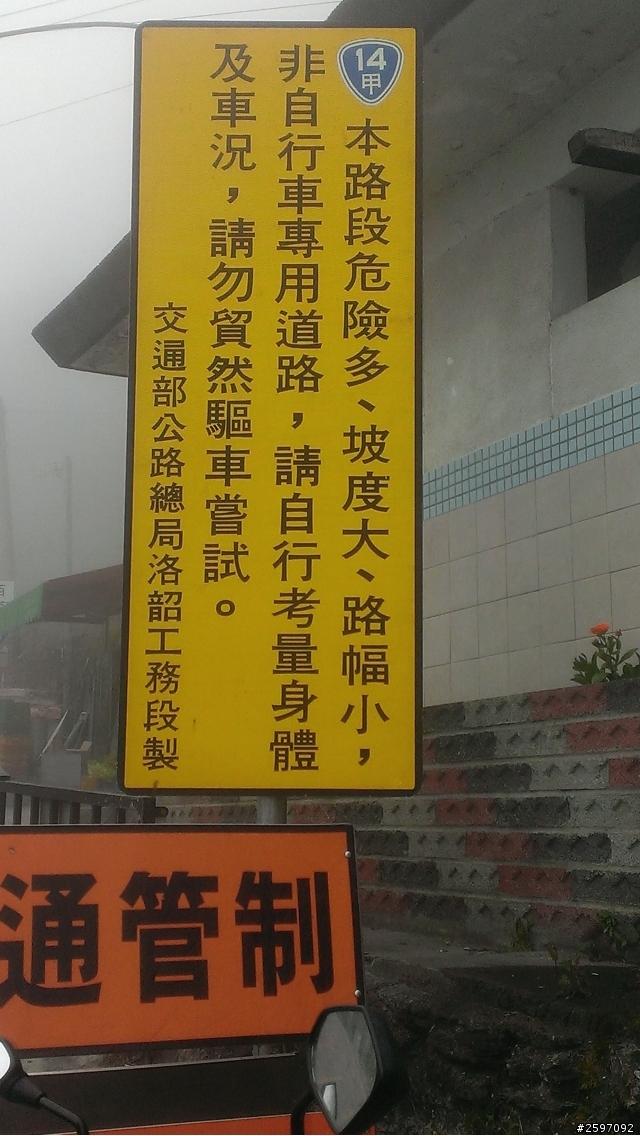 14
甲
本路段危險多、坡度大、路幅小，
非自行車專用道路，請自行考量身體
及車況，請勿貿然驅車嘗試。
交通部公路總局洛韶工務段製
通管制
#2597092